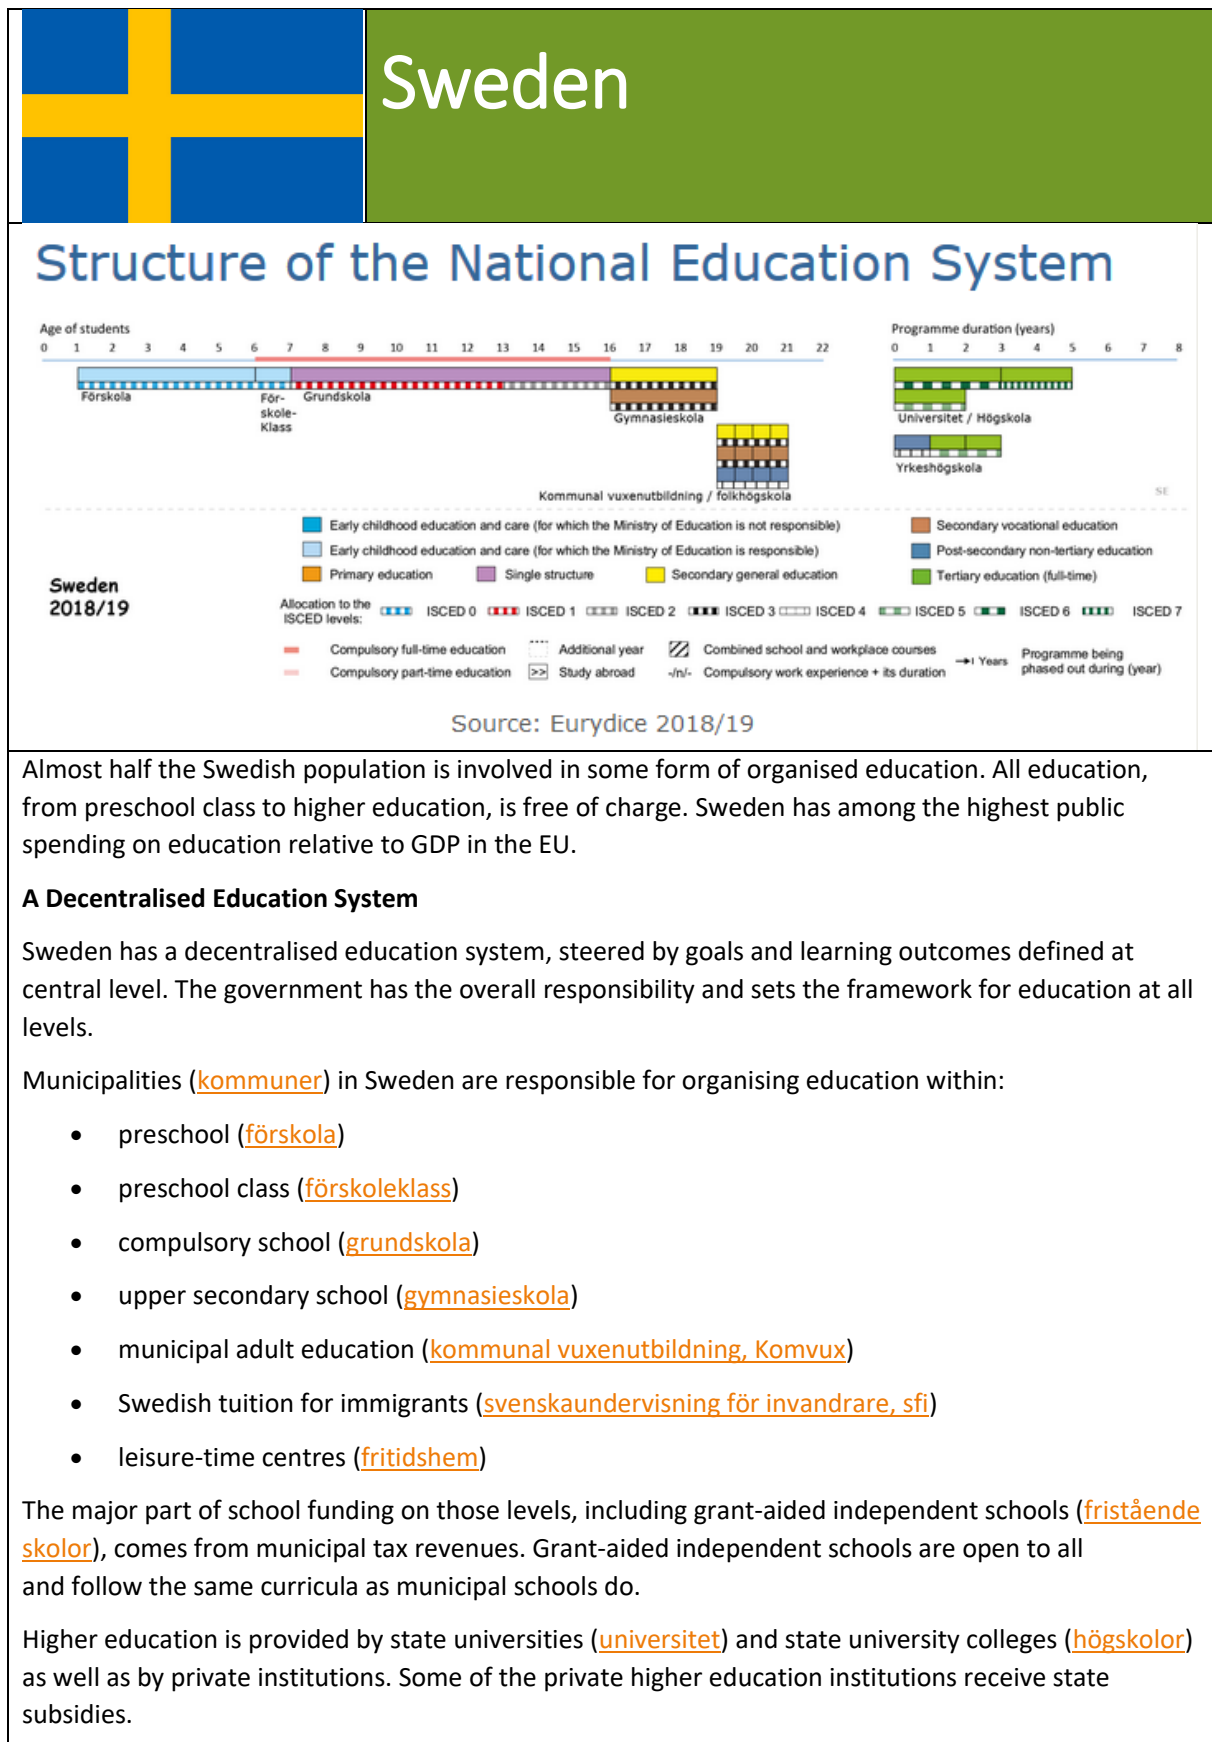 Sweden
Structure of the National Education System
Age of students
Programme duration (years)
0 1 2 3 4 5 6 7 8 9 10 11 12 13 14 15 16 17 18 19 20 21 22
0 1 2 3 4 5 6 7 8
Förskola
För-
skole-
Klass
Grundskola
Gymnasieskola
Kommunal vuxenutbildning / folkhögskola
Universitet / Högskola
Yrkeshögskola
SE
Early childhood education and care (for which the Ministry of Education is not responsible)
Secondary vocational education
Early childhood education and care (for which the Ministry of Education is responsible)
Post-secondary non-tertiary education
Primary education
Single structure
Secondary general education
Tertiary education (full-time)
Sweden
2018/19
Allocation to the
ISCED levels:
ISCED 0
ISCED 1
ISCED 2
ISCED 3
ISCED 4
ISCED 5
ISCED 6
ISCED 7
Compulsory full-time education
Additional year
Combined school and workplace courses
Compulsory part-time education
>> Study abroad
-/n/- Compulsory work experience + its duration
Years
Programme being
phased out during (year)
Source: Eurydice 2018/19
Almost half the Swedish population is involved in some form of organised education. All education,
from preschool class to higher education, is free of charge. Sweden has among the highest public
spending on education relative to GDP in the EU.
A Decentralised Education System
Sweden has a decentralised education system, steered by goals and learning outcomes defined at
central level. The government has the overall responsibility and sets the framework for education at all
levels.
Municipalities (kommuner) in Sweden are responsible for organising education within:
• preschool (förskola)
• preschool class (förskoleklass)
• compulsory school (grundskola)
• upper secondary school (gymnasieskola)
• municipal adult education (kommunal vuxenutbildning, Komvux)
• Swedish tuition for immigrants (svenskaundervisning för invandrare, sfi)
• leisure-time centres (fritidshem)
The major part of school funding on those levels, including grant-aided independent schools (fristående
skolor), comes from municipal tax revenues. Grant-aided independent schools are open to all
and follow the same curricula as municipal schools do.
Higher education is provided by state universities (universitet) and state university colleges (högskolor)
as well as by private institutions. Some of the private higher education institutions receive state
subsidies.